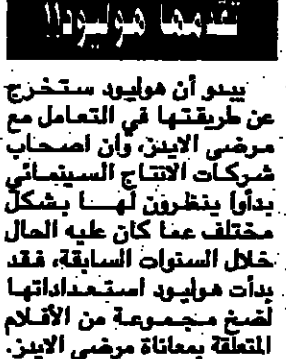 تقدمها هوليود!!
يبدو أن هوليود ستخرج
عن طريقتها في التعامل مع
مرضى الايدز، وأن اصحاب
شركات الانتاج السينمائي
بدأوا ينظرون لهـا بشكل
مختلف عما كان عليه الحال
خلال السنوات السابقة، فقد
بدأت هوليود استعداداتها
لضخ مجموعة من الأفلام
المتعلقة بمعاناة مرضى الايدز.